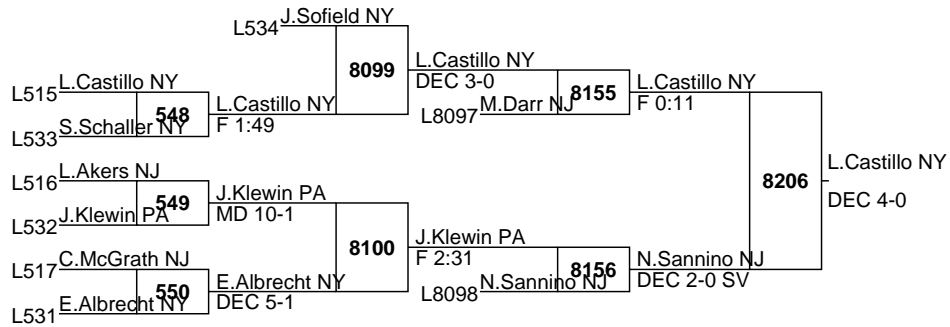 L534 J.Sofield NY
8099
L.Castillo NY
DEC 3-0
L515 L.Castillo NY
548
L533 S.Schaller NY
L.Castillo NY
F 1:49
8155
L8097 M.Darr NJ
L.Castillo NY
F 0:11
L516 L.Akers NJ
549
L532 J.Klewin PA
J.Klewin PA
MD 10-1
8100
L517 C.McGrath NJ
550
L531 E.Albrecht NY
E.Albrecht NY
DEC 5-1
J.Klewin PA
F 2:31
8156
L8098 N.Sannino NJ
N.Sannino NJ
DEC 2-0 SV
8206
L.Castillo NY
DEC 4-0